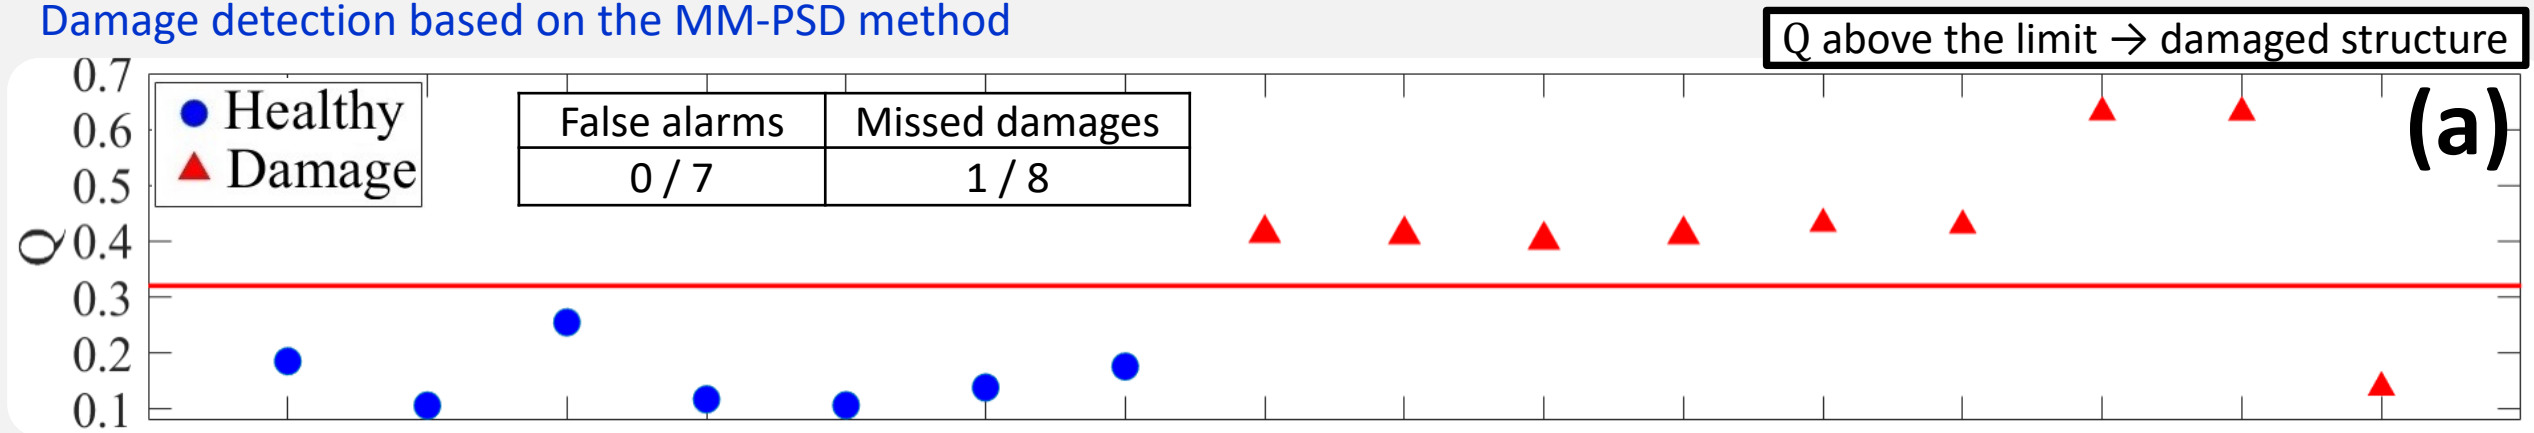 Damage detection based on the MM-PSD method
Q above the limit → damaged structure
0.7
0.6
0.5
0.4
0.3
0.2
0.1
Q
Healthy
Damage
False alarms Missed damages
0 / 7 1 / 8
(a)